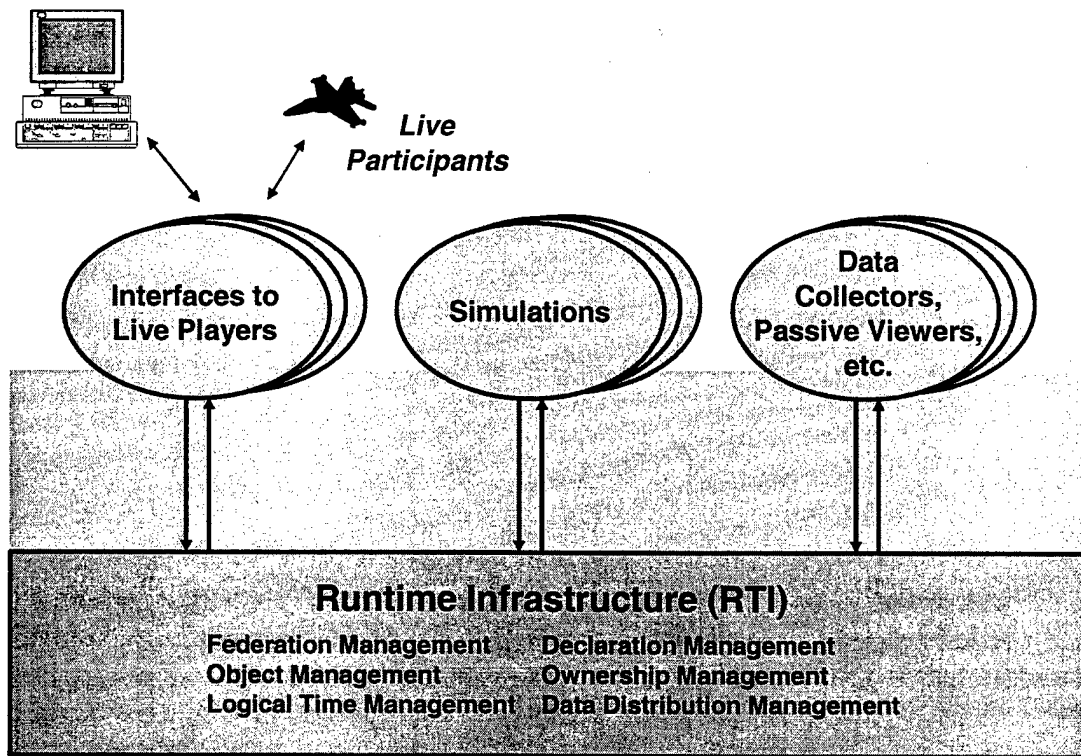 Live
Participants
Interfaces to
Live Players
Simulations
Data
Collectors,
Passive Viewers,
etc.
Runtime Infrastructure (RTI)
Federation Management Declaration Management
Object Management Ownership Management
Logical Time Management Data Distribution Management